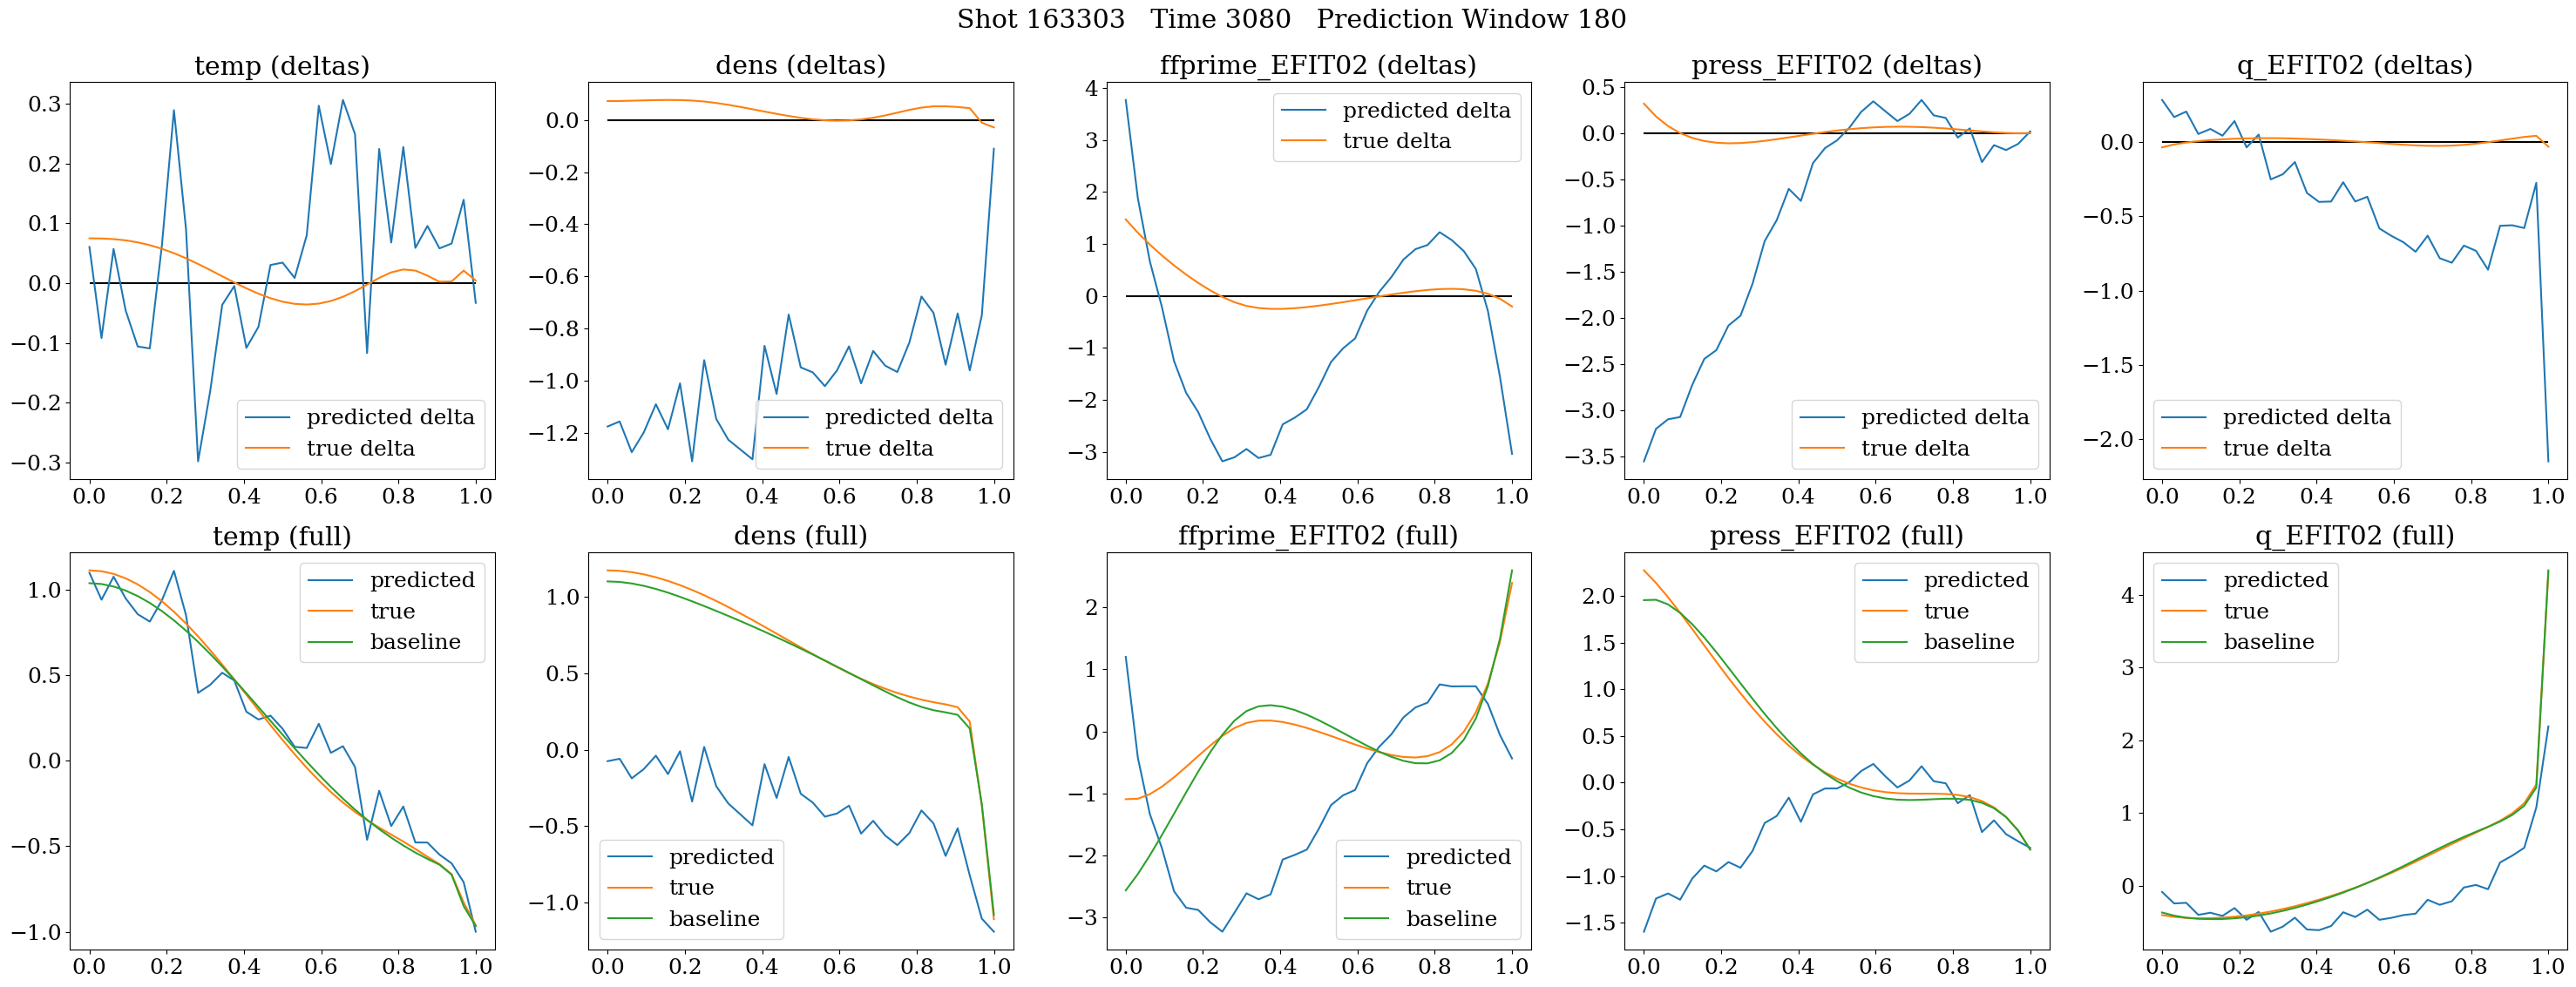 Shot 163303   Time 3080   Prediction Window 180
temp (deltas)
0.3
0.2
0.1
0.0
−0.1
−0.2
−0.3
predicted delta
true delta
0.0 0.2 0.4 0.6 0.8 1.0
dens (deltas)
0.0
−0.2
−0.4
−0.6
−0.8
−1.0
−1.2
predicted delta
true delta
0.0 0.2 0.4 0.6 0.8 1.0
ffprime_EFIT02 (deltas)
4
3
2
1
0
−1
−2
−3
predicted delta
true delta
0.0 0.2 0.4 0.6 0.8 1.0
press_EFIT02 (deltas)
0.5
0.0
−0.5
−1.0
−1.5
−2.0
−2.5
−3.0
−3.5
predicted delta
true delta
0.0 0.2 0.4 0.6 0.8 1.0
q_EFIT02 (deltas)
0.0
−0.5
−1.0
−1.5
−2.0
predicted delta
true delta
0.0 0.2 0.4 0.6 0.8 1.0
temp (full)
1.0
0.5
0.0
−0.5
−1.0
predicted
true
baseline
0.0 0.2 0.4 0.6 0.8 1.0
dens (full)
1.0
0.5
0.0
−0.5
−1.0
predicted
true
baseline
0.0 0.2 0.4 0.6 0.8 1.0
ffprime_EFIT02 (full)
2
1
0
−1
−2
−3
predicted
true
baseline
0.0 0.2 0.4 0.6 0.8 1.0
press_EFIT02 (full)
2.0
1.5
1.0
0.5
0.0
−0.5
−1.0
−1.5
predicted
true
baseline
0.0 0.2 0.4 0.6 0.8 1.0
q_EFIT02 (full)
4
3
2
1
0
predicted
true
baseline
0.0 0.2 0.4 0.6 0.8 1.0